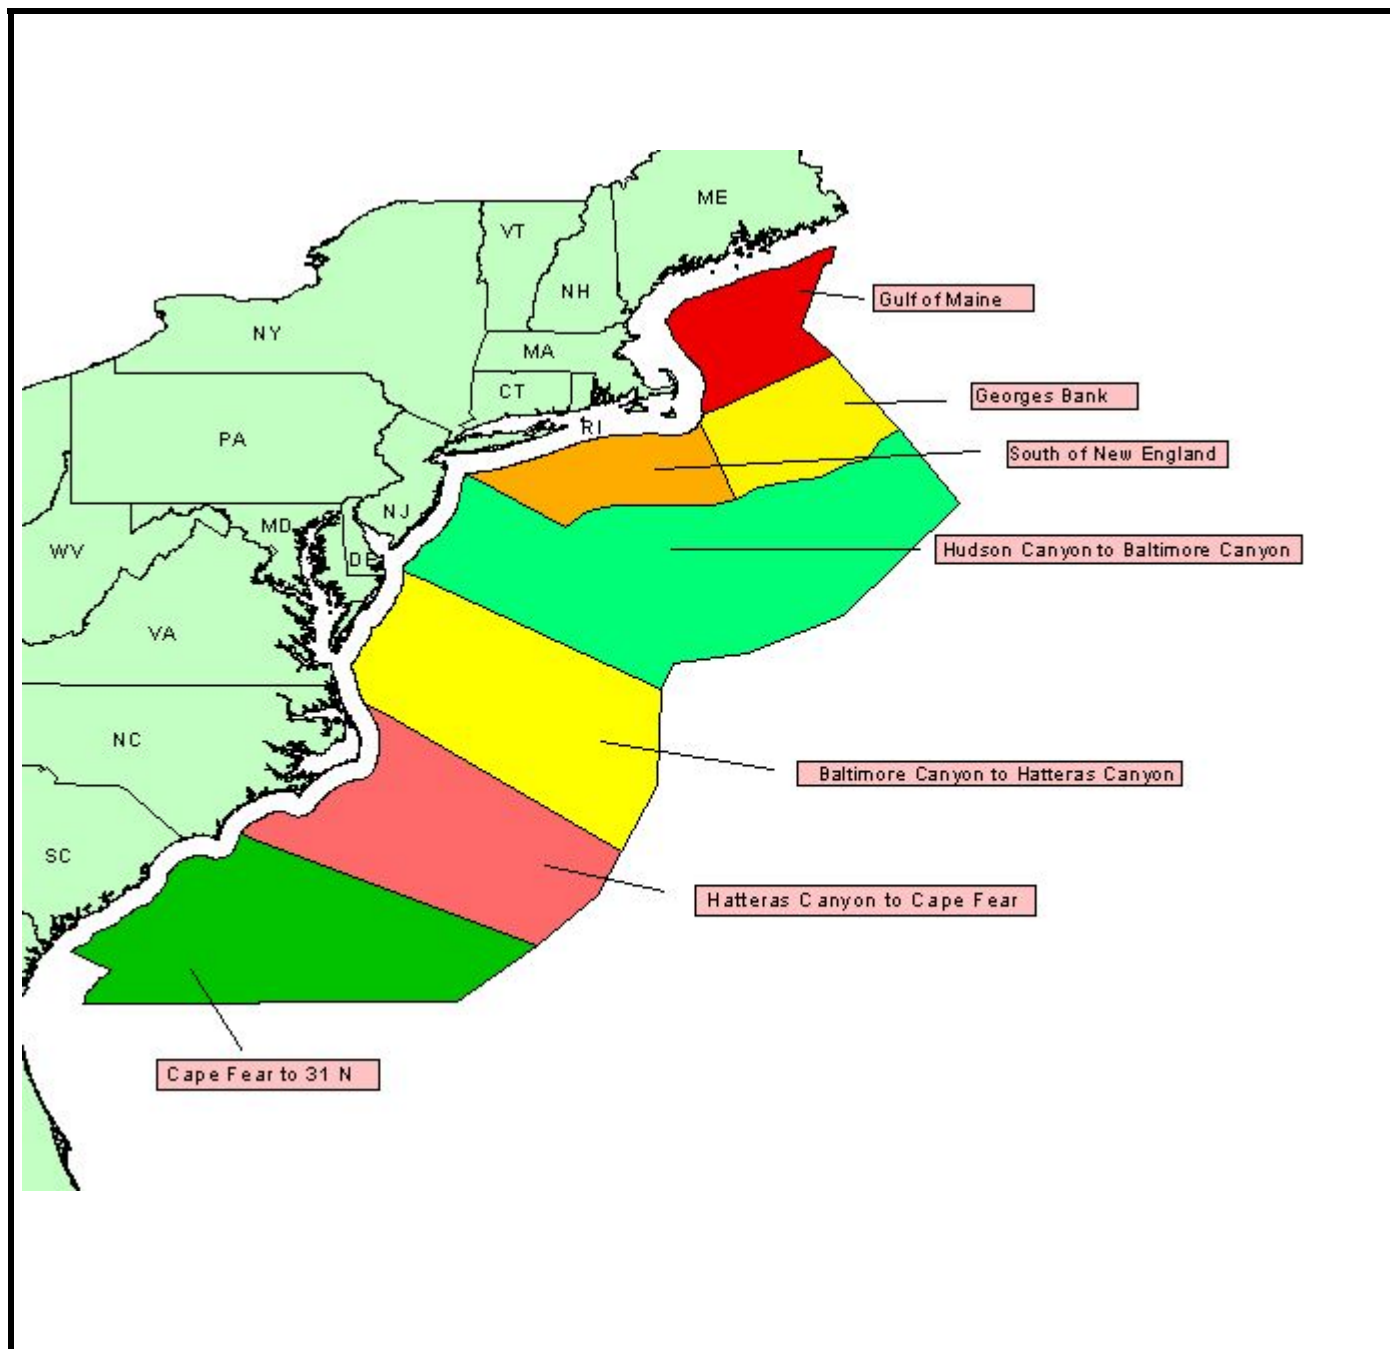 ME
VT
NH
Gulf of Maine
NY
MA
CT
Georges Bank
RI
PA
South of New England
NJ
MD
WV
DE
Hudson Canyon to Baltimore Canyon
VA
NC
Baltimore Canyon to Hatteras Canyon
SC
Hatteras Canyon to Cape Fear
Cape Fear to 31 N